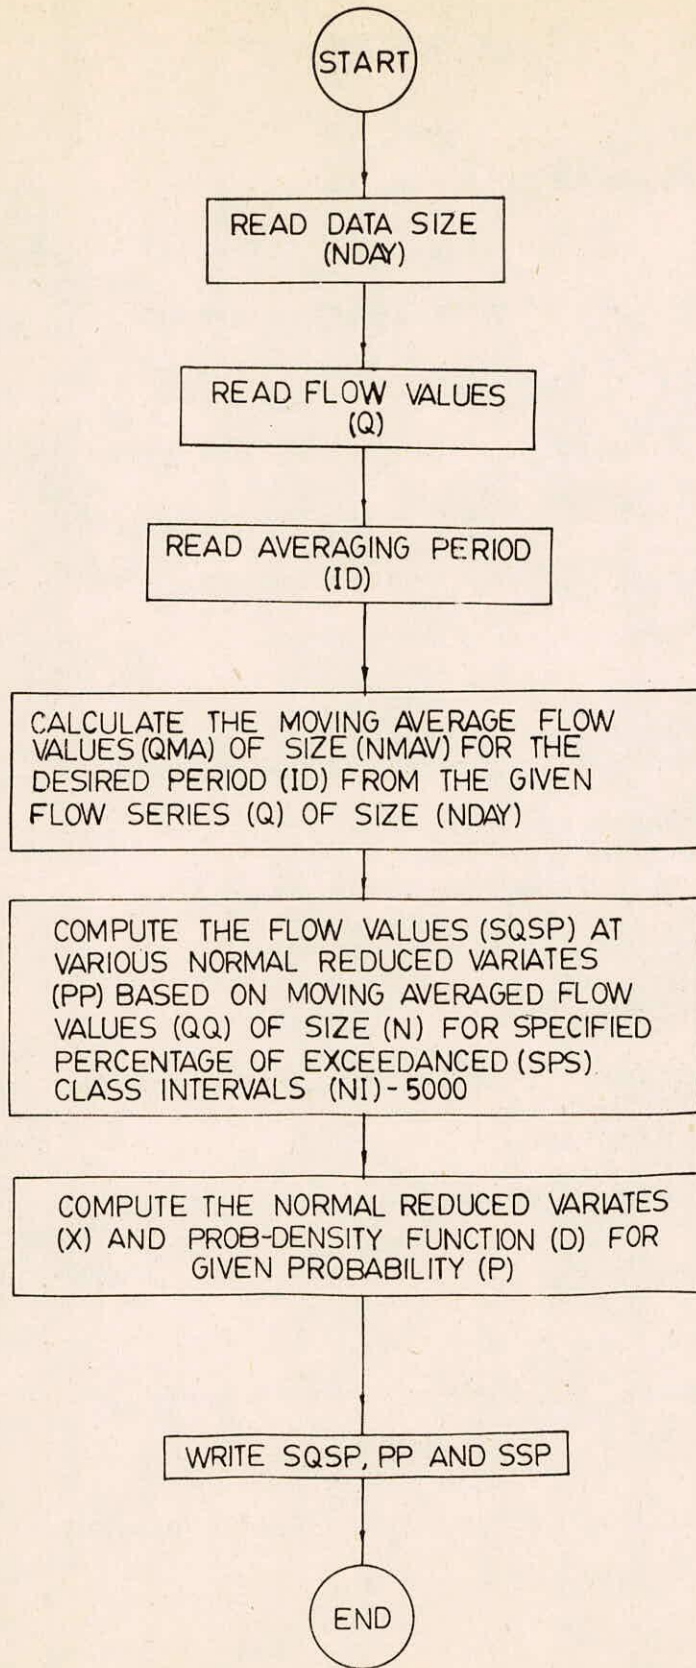 START
READ DATA SIZE
(NDAY)
READ FLOW VALUES
(Q)
READ AVERAGING PERIOD
(ID)
CALCULATE THE MOVING AVERAGE FLOW
VALUES (QMA) OF SIZE (NMAV) FOR THE
DESIRED PERIOD (ID) FROM THE GIVEN
FLOW SERIES (Q) OF SIZE (NDAY)
COMPUTE THE FLOW VALUES (SQSP) AT
VARIOUS NORMAL REDUCED VARIATES
(PP) BASED ON MOVING AVERAGED FLOW
VALUES (QQ) OF SIZE (N) FOR SPECIFIED
PERCENTAGE OF EXCEEDANCED (SPS)
CLASS INTERVALS (NI)-5000
COMPUTE THE NORMAL REDUCED VARIATES
(X) AND PROB-DENSITY FUNCTION (D) FOR
GIVEN PROBABILITY (P)
WRITE SQSP, PP AND SSP
END